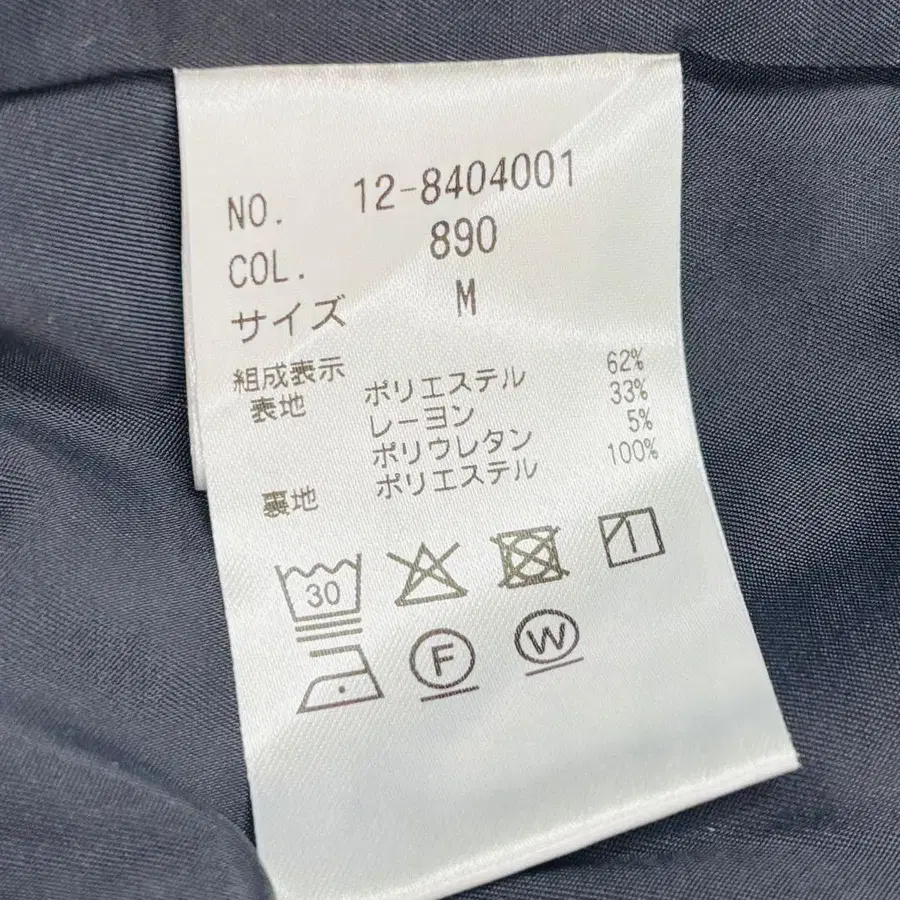 NO. 12-8404001
COL. 890
サイズ M
組成表示
表地 ポリエステル 62%
レーヨン 33%
ポリウレタン 5%
裏地 ポリエステル 100%
30
F
W